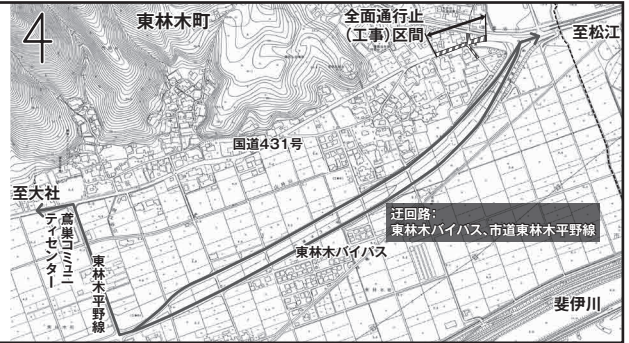 4
東林木町
全面通行止
(工事)区間
至松江
国道431号
至大社
鳶巣コミュニ
ティセンター
東林木平野線
東林木バイパス
迂回路:
東林木バイパス、市道東林木平野線
斐伊川